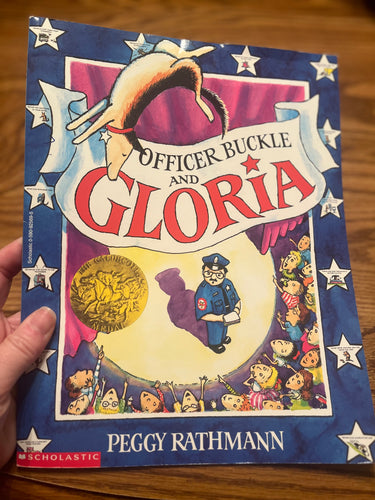 OFFICER BUCKLE
AND
GLORIA
PEGGY RATHMANN
SCHOLASTIC